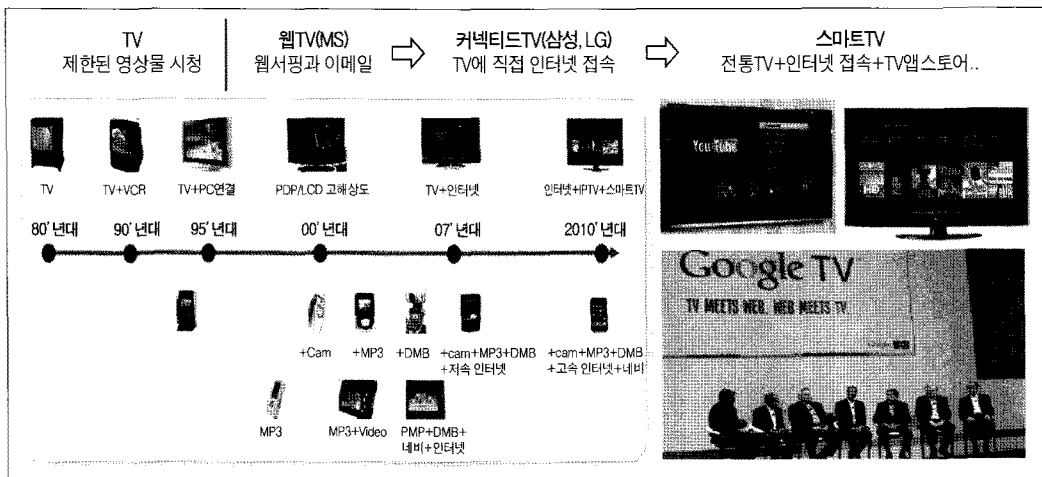 TV
제한된 영상물 시청
웹TV(MS)
웹서핑과 이메일
커넥티드TV(삼성, LG)
TV에 직접 인터넷 접속
스마트TV
전통TV+인터넷 접속+TV앱스토어..
TV
TV+VCR
TV+PC연결
PDP/LCD 고해상도
TV+인터넷
인터넷+IPTV+스마트TV
80' 년대
90' 년대
95' 년대
00' 년대
07' 년대
2010' 년대
+Cam
+MP3
+DMB
+cam+MP3+DMB
+저속 인터넷
+cam+MP3+DMB
+고속 인터넷+네비
MP3
MP3+Video
PMP+DMB+
네비+인터넷
You Tube
Google TV
TV MEETS WEB. WEB MEETS TV.